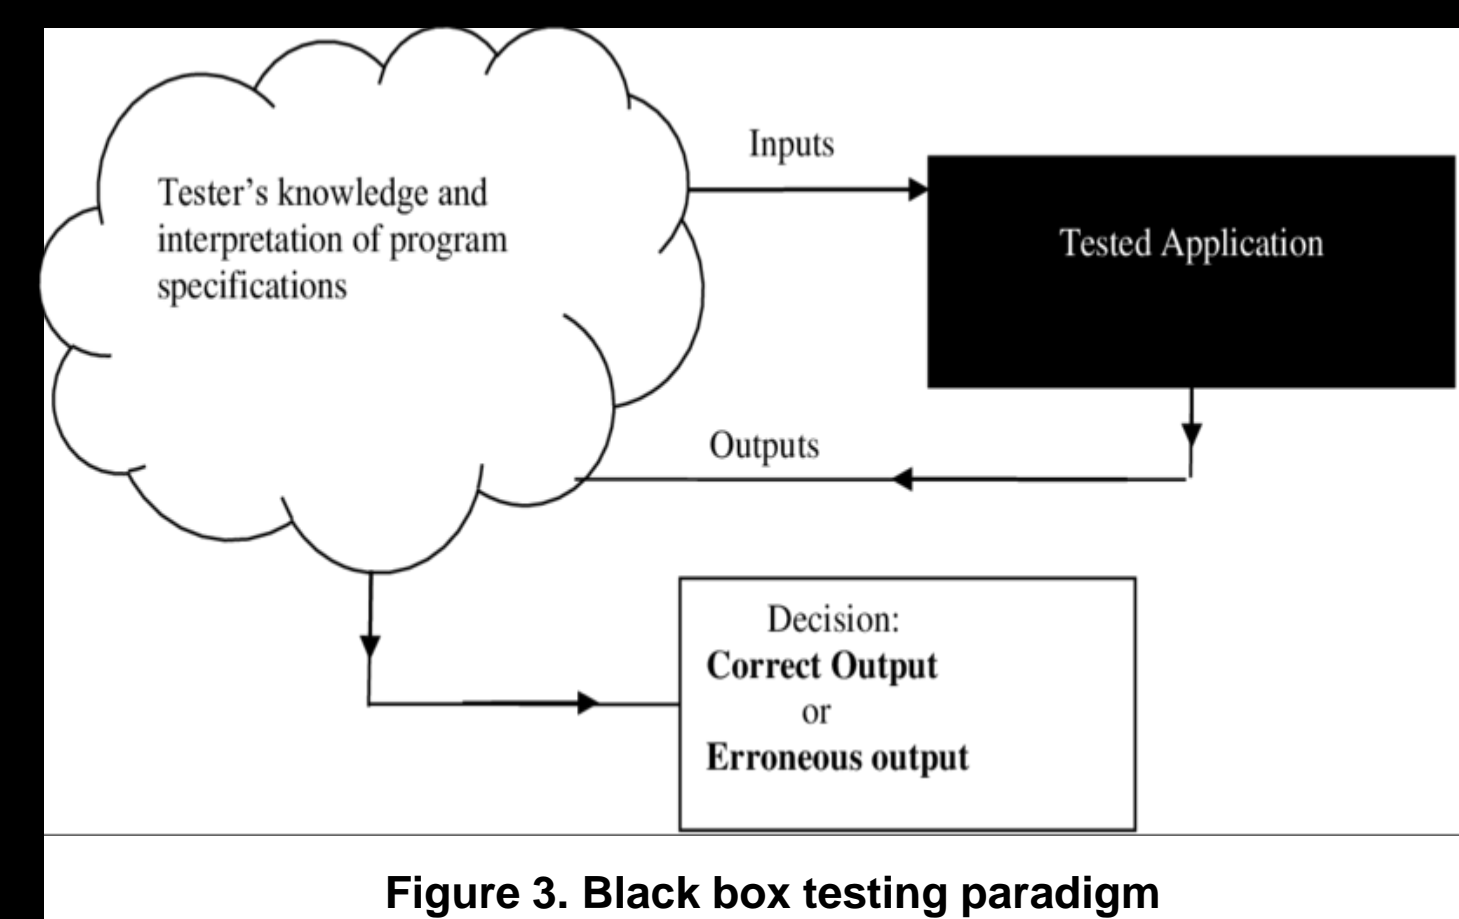 Inputs
Tester’s knowledge and
interpretation of program
specifications
Tested Application
Outputs
Decision:
Correct Output
or
Erroneous output
Figure 3. Black box testing paradigm